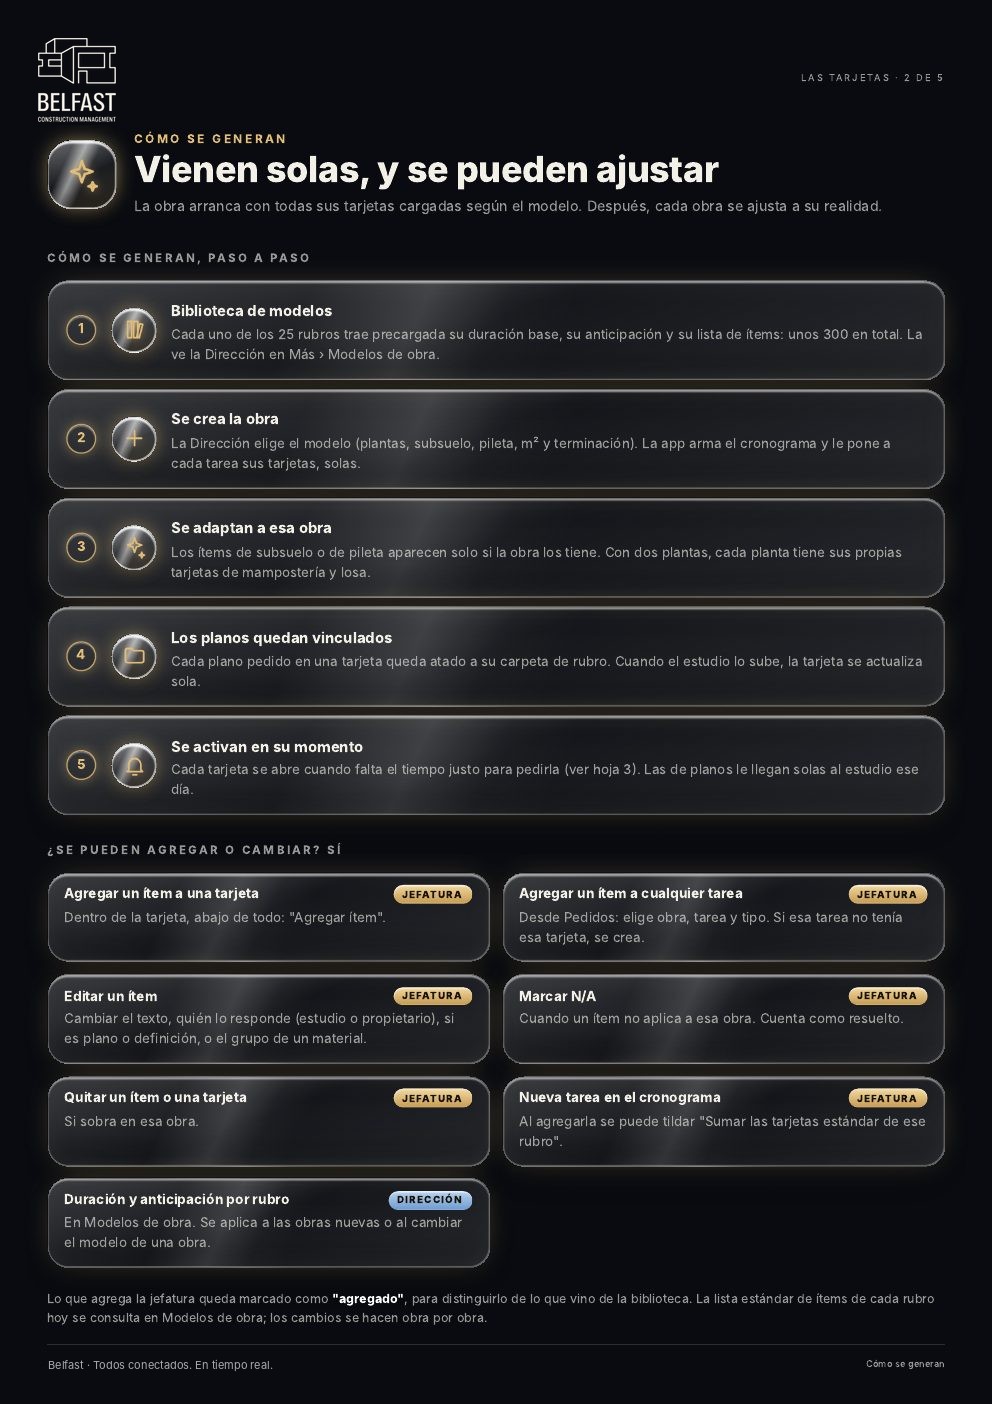 BELFAST
CONSTRUCTION MANAGEMENT
LAS TARJETAS · 2 DE 5
CÓMO SE GENERAN
Vienen solas, y se pueden ajustar
La obra arranca con todas sus tarjetas cargadas según el modelo. Después, cada obra se ajusta a su realidad.
CÓMO SE GENERAN, PASO A PASO
1
Biblioteca de modelos
Cada uno de los 25 rubros trae precargada su duración base, su anticipación y su lista de ítems: unos 300 en total. La
ve la Dirección en Más › Modelos de obra.
2
Se crea la obra
La Dirección elige el modelo (plantas, subsuelo, pileta, m² y terminación). La app arma el cronograma y le pone a
cada tarea sus tarjetas, solas.
3
Se adaptan a esa obra
Los ítems de subsuelo o de pileta aparecen solo si la obra los tiene. Con dos plantas, cada planta tiene sus propias
tarjetas de mampostería y losa.
4
Los planos quedan vinculados
Cada plano pedido en una tarjeta queda atado a su carpeta de rubro. Cuando el estudio lo sube, la tarjeta se actualiza
sola.
5
Se activan en su momento
Cada tarjeta se abre cuando falta el tiempo justo para pedirla (ver hoja 3). Las de planos le llegan solas al estudio ese
día.
¿SE PUEDEN AGREGAR O CAMBIAR? SÍ
Agregar un ítem a una tarjeta
JEFATURA
Dentro de la tarjeta, abajo de todo: "Agregar ítem".
Agregar un ítem a cualquier tarea
JEFATURA
Desde Pedidos: elige obra, tarea y tipo. Si esa tarea no tenía
esa tarjeta, se crea.
Editar un ítem
JEFATURA
Cambiar el texto, quién lo responde (estudio o propietario), si
es plano o definición, o el grupo de un material.
Marcar N/A
JEFATURA
Cuando un ítem no aplica a esa obra. Cuenta como resuelto.
Quitar un ítem o una tarjeta
JEFATURA
Si sobra en esa obra.
Nueva tarea en el cronograma
JEFATURA
Al agregarla se puede tildar "Sumar las tarjetas estándar de ese
rubro".
Duración y anticipación por rubro
DIRECCIÓN
En Modelos de obra. Se aplica a las obras nuevas o al cambiar
el modelo de una obra.
Lo que agrega la jefatura queda marcado como "agregado", para distinguirlo de lo que vino de la biblioteca. La lista estándar de ítems de cada rubro
hoy se consulta en Modelos de obra; los cambios se hacen obra por obra.
Belfast · Todos conectados. En tiempo real.
Cómo se generan